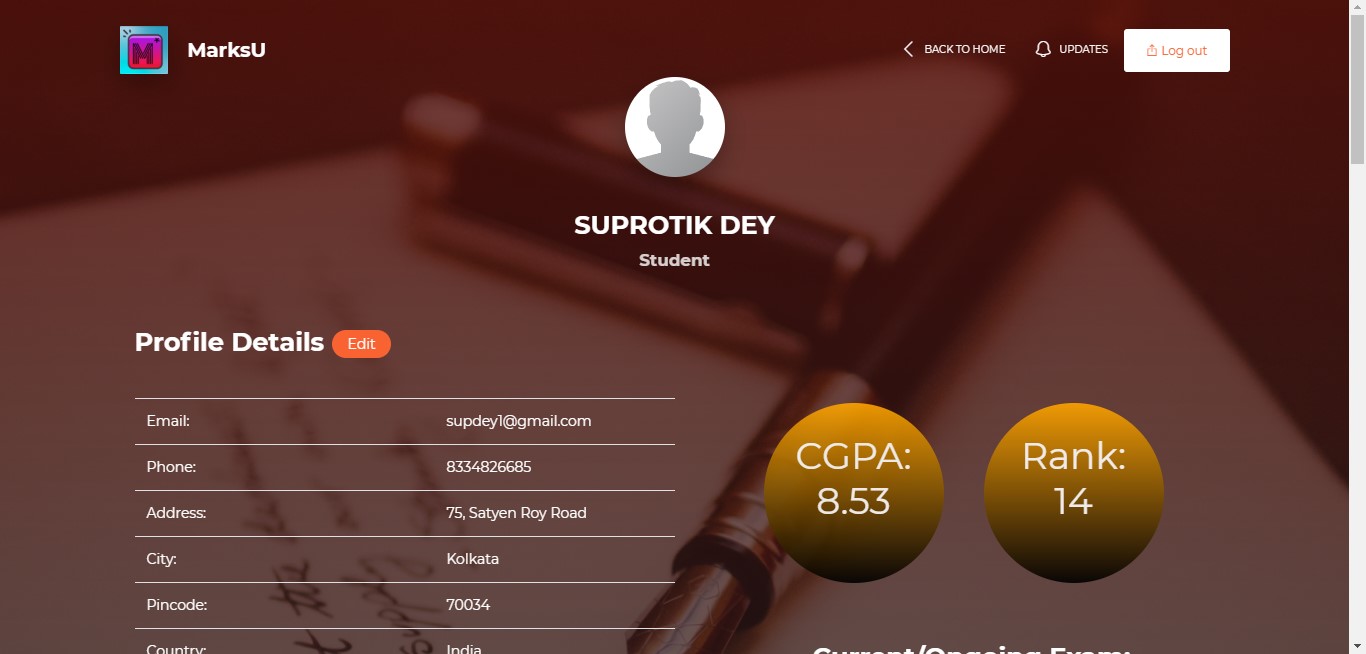 MarksU
BACK TO HOME
UPDATES
Log out
SUPROTIK DEY
Student
Profile Details
Edit
Email: supdey1@gmail.com
Phone: 8334826685
Address: 75, Satyen Roy Road
City: Kolkata
Pincode: 70034
Country: India
CGPA:
8.53
Rank:
14
Current/Ongoing Exam: